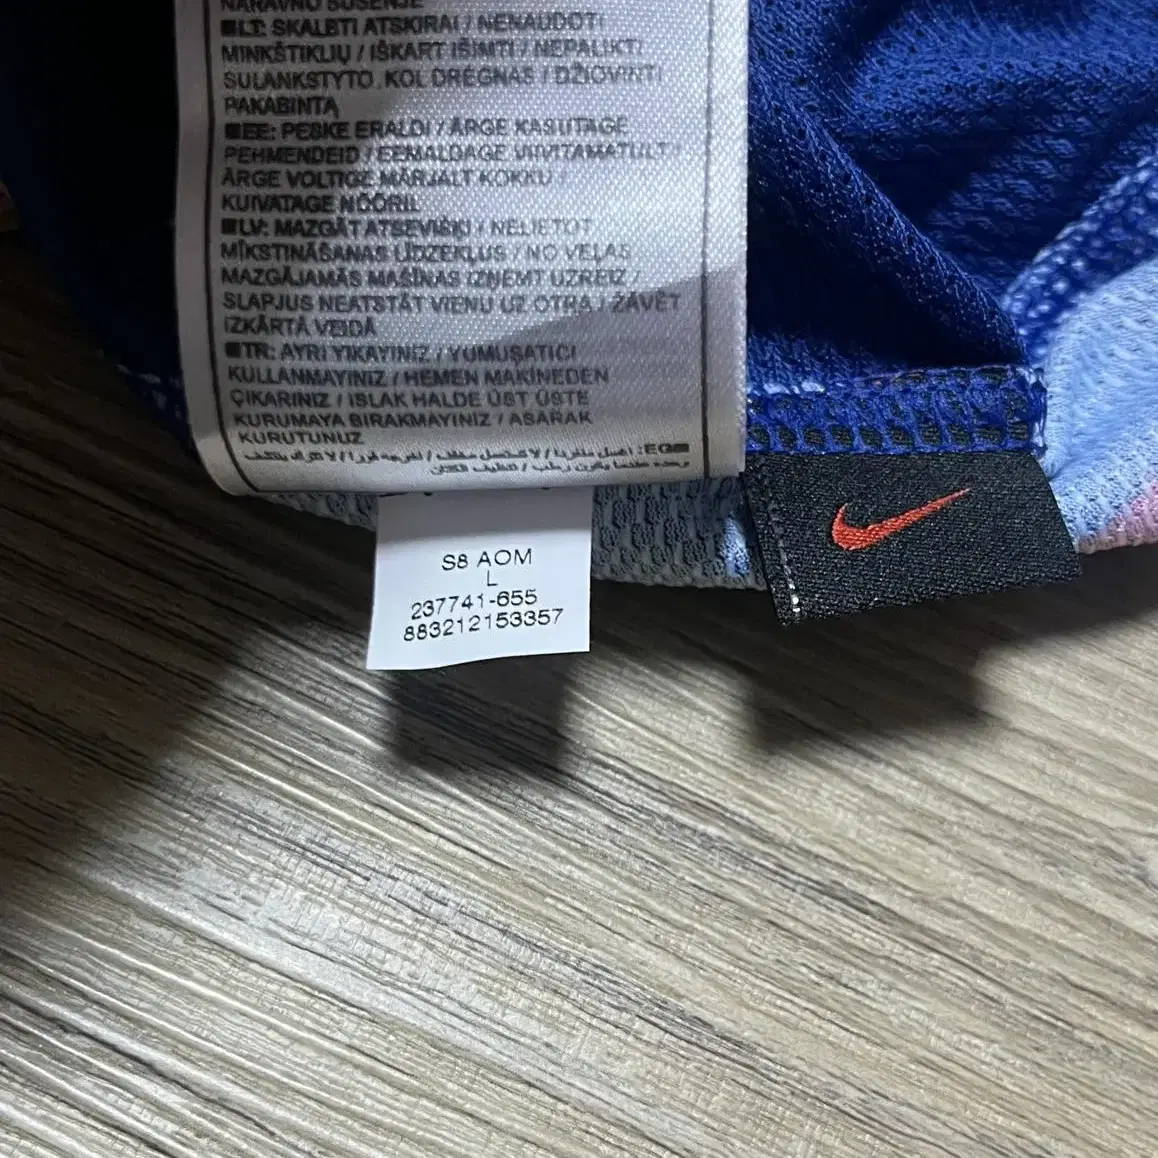 NARAVNO SUŠENJE
■LT: SKALBTI ATSKIRAI / NENAUDOTI
MINKŠTIKLIŲ / IŠKART IŠIMTI / NEPALIKTI
SULANKSTYTO, KOL DRĖGNAS / DŽIOVINTI
PAKABINTĄ
■EE: PESKE ERALDI / ÄRGE KASUTAGE
PEHMENDEID / EEMALDAGE VIIVITAMATULT /
ÄRGE VOLTIGE MÄRJALT KOKKU /
KUIVATAGE NÖÖRIL
■LV: MAZGĀT ATSEVIŠĶI / NELIETOT
MĪKSTINĀŠANAS LĪDZEKĻUS / NO VEĻAS
MAZGĀJAMĀS MAŠĪNAS IZŅEMT UZREIZ /
SLAPJUS NEATSTĀT VIENU UZ OTRA / ŽĀVĒT
IZKĀRTĀ VEIDĀ
■TR: AYRI YIKAYINIZ / YUMUŞATICI
KULLANMAYINIZ / HEMEN MAKİNEDEN
ÇIKARINIZ / ISLAK HALDE ÜST ÜSTE
KURUMAYA BIRAKMAYINIZ / ASARAK
KURUTUNUZ
■EG:
S8 AOM
L
237741-655
883212153357